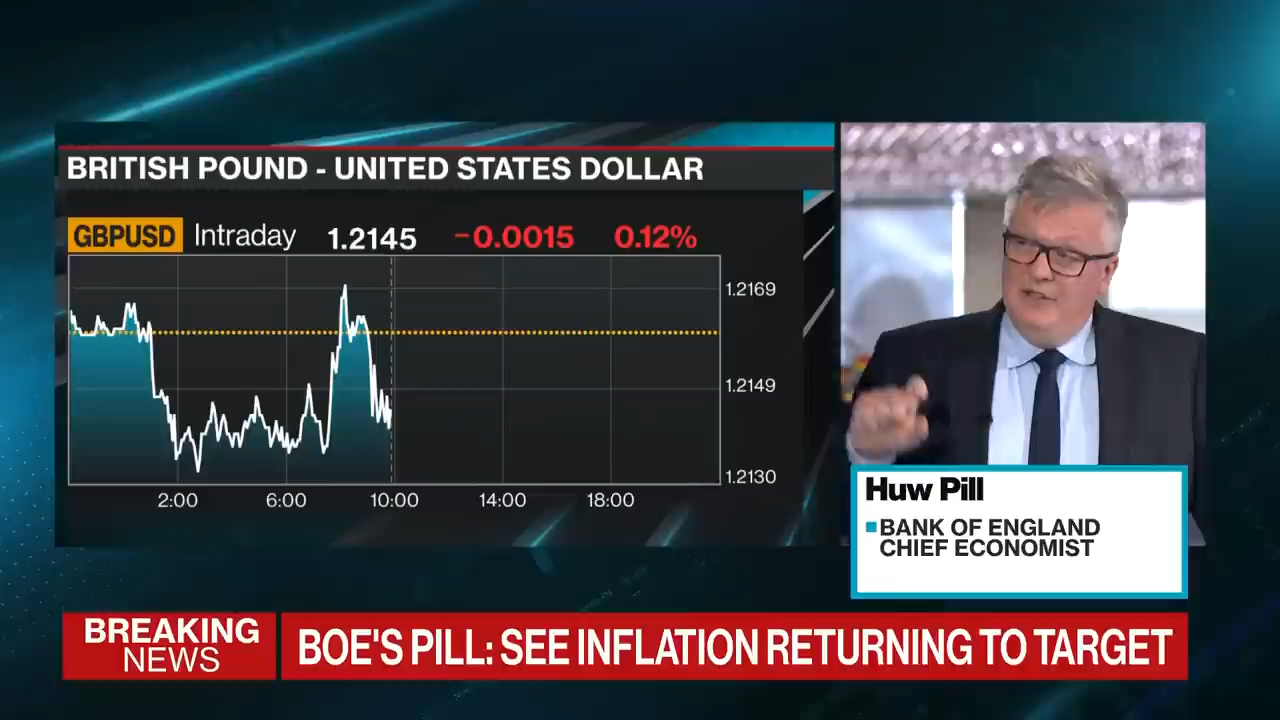 BRITISH POUND - UNITED STATES DOLLAR
GBPUSD Intraday 1.2145 -0.0015 0.12%
1.2169
1.2149
1.2130
2:00 6:00 10:00 14:00 18:00
Huw Pill
BANK OF ENGLAND
CHIEF ECONOMIST
BREAKING
NEWS
BOE'S PILL: SEE INFLATION RETURNING TO TARGET